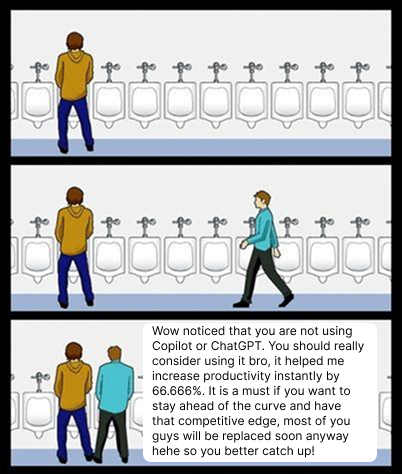 Wow noticed that you are not using
Copilot or ChatGPT. You should really
consider using it bro, it helped me
increase productivity instantly by
66.666%. It is a must if you want to
stay ahead of the curve and have
that competitive edge, most of you
guys will be replaced soon anyway
hehe so you better catch up!